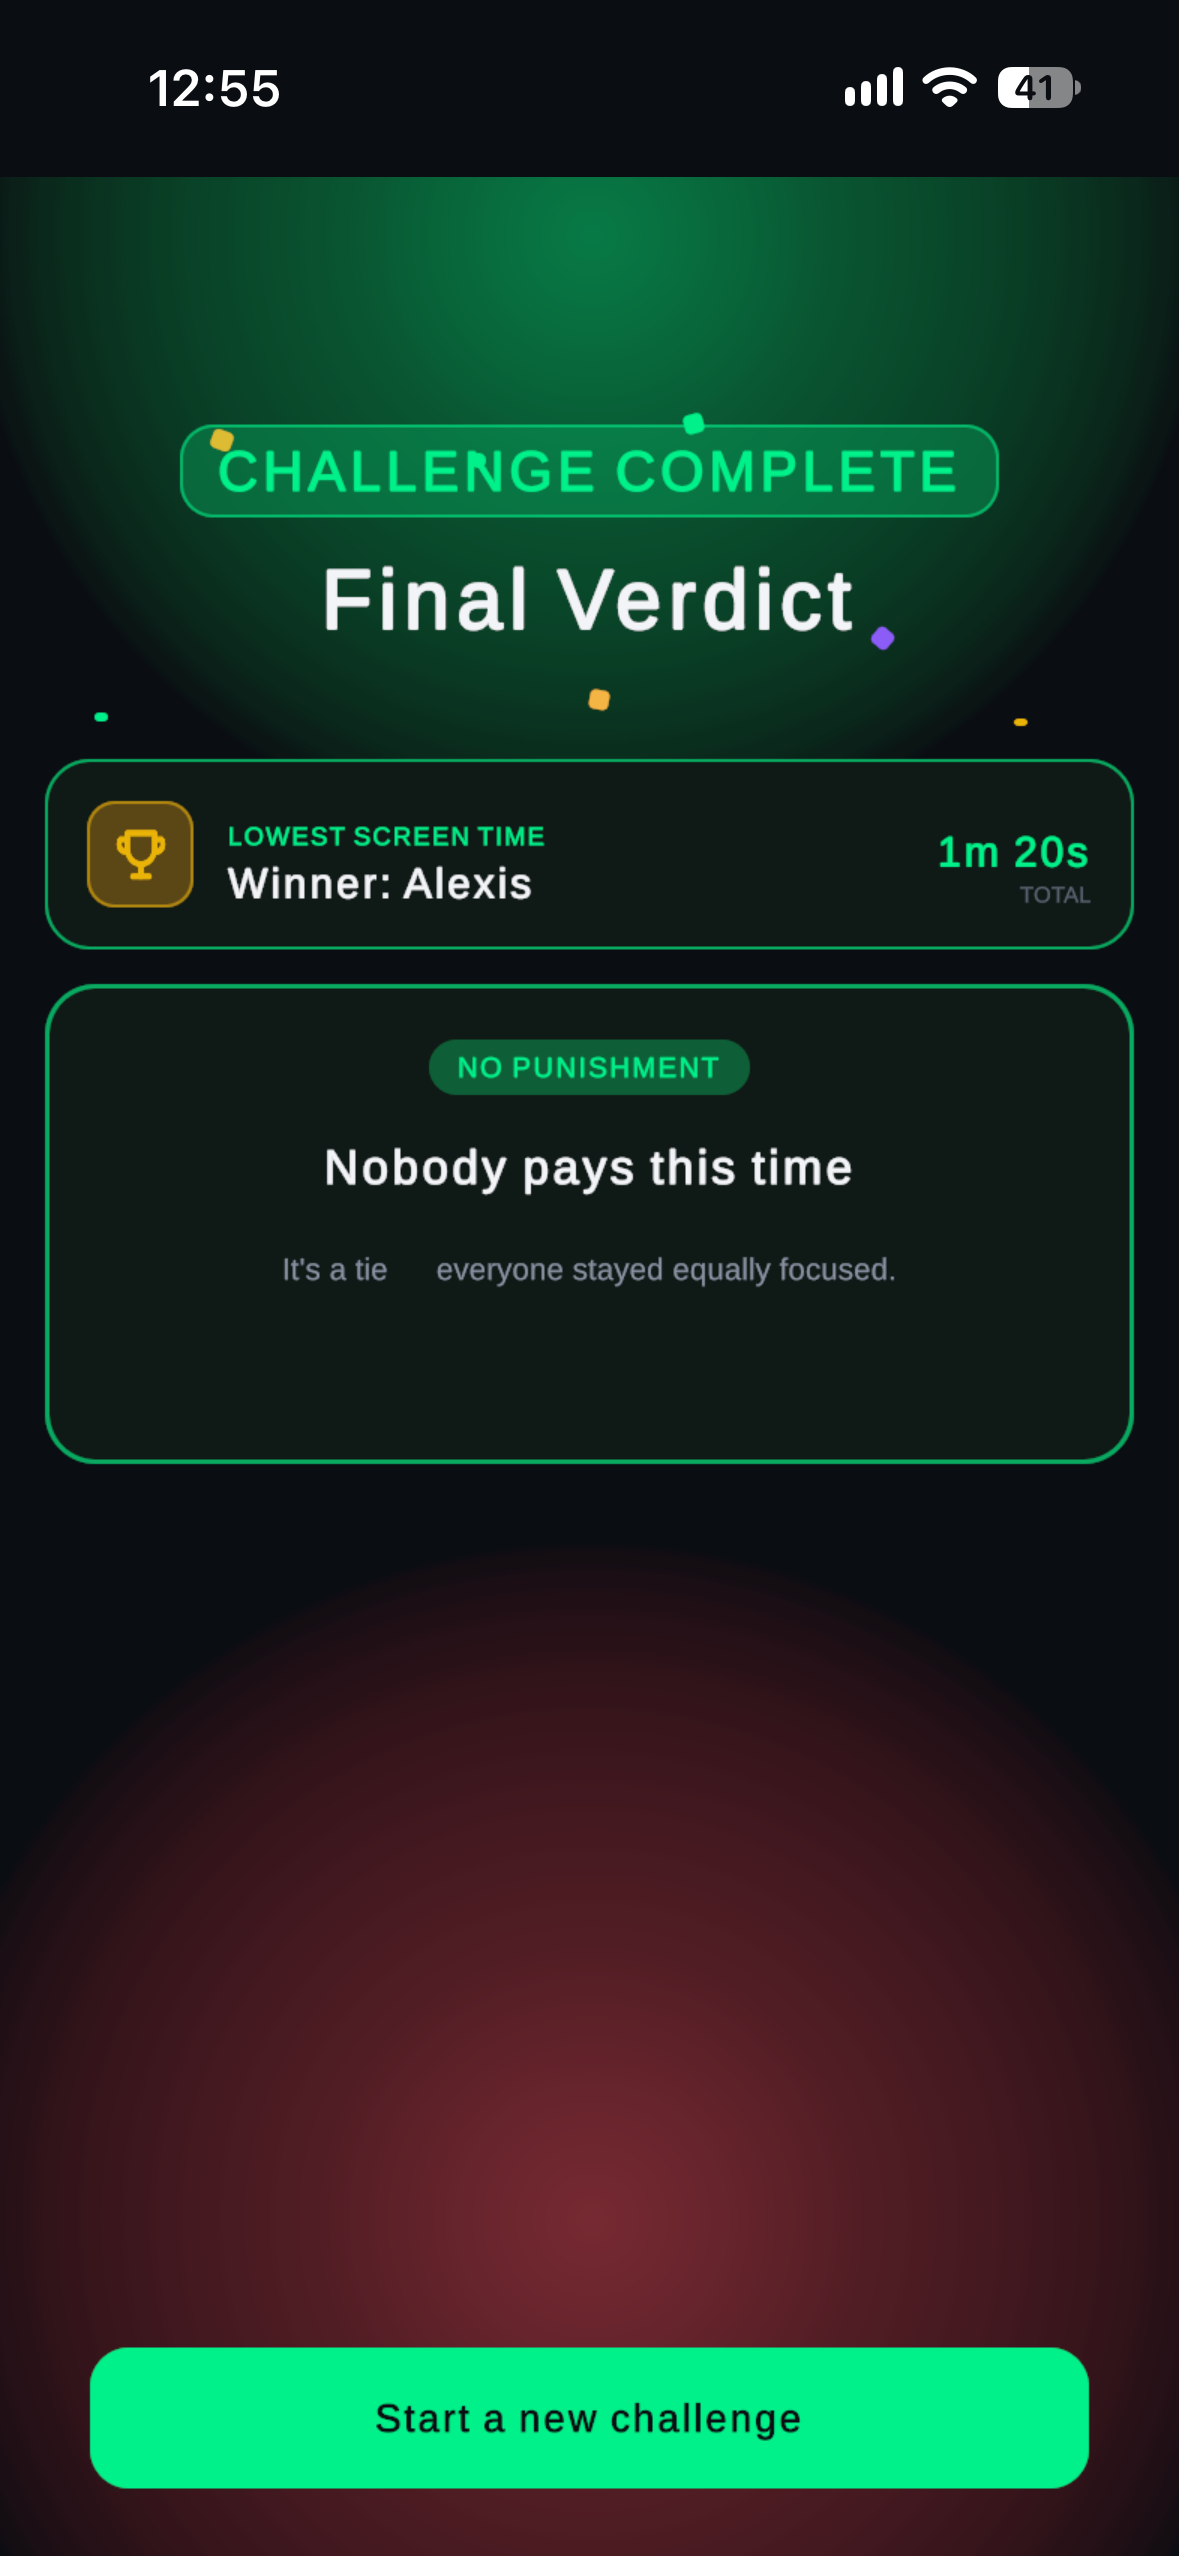 12:55
41
CHALLENGE COMPLETE
Final Verdict
LOWEST SCREEN TIME
Winner: Alexis
1m 20s
TOTAL
NO PUNISHMENT
Nobody pays this time
It's a tie everyone stayed equally focused.
Start a new challenge